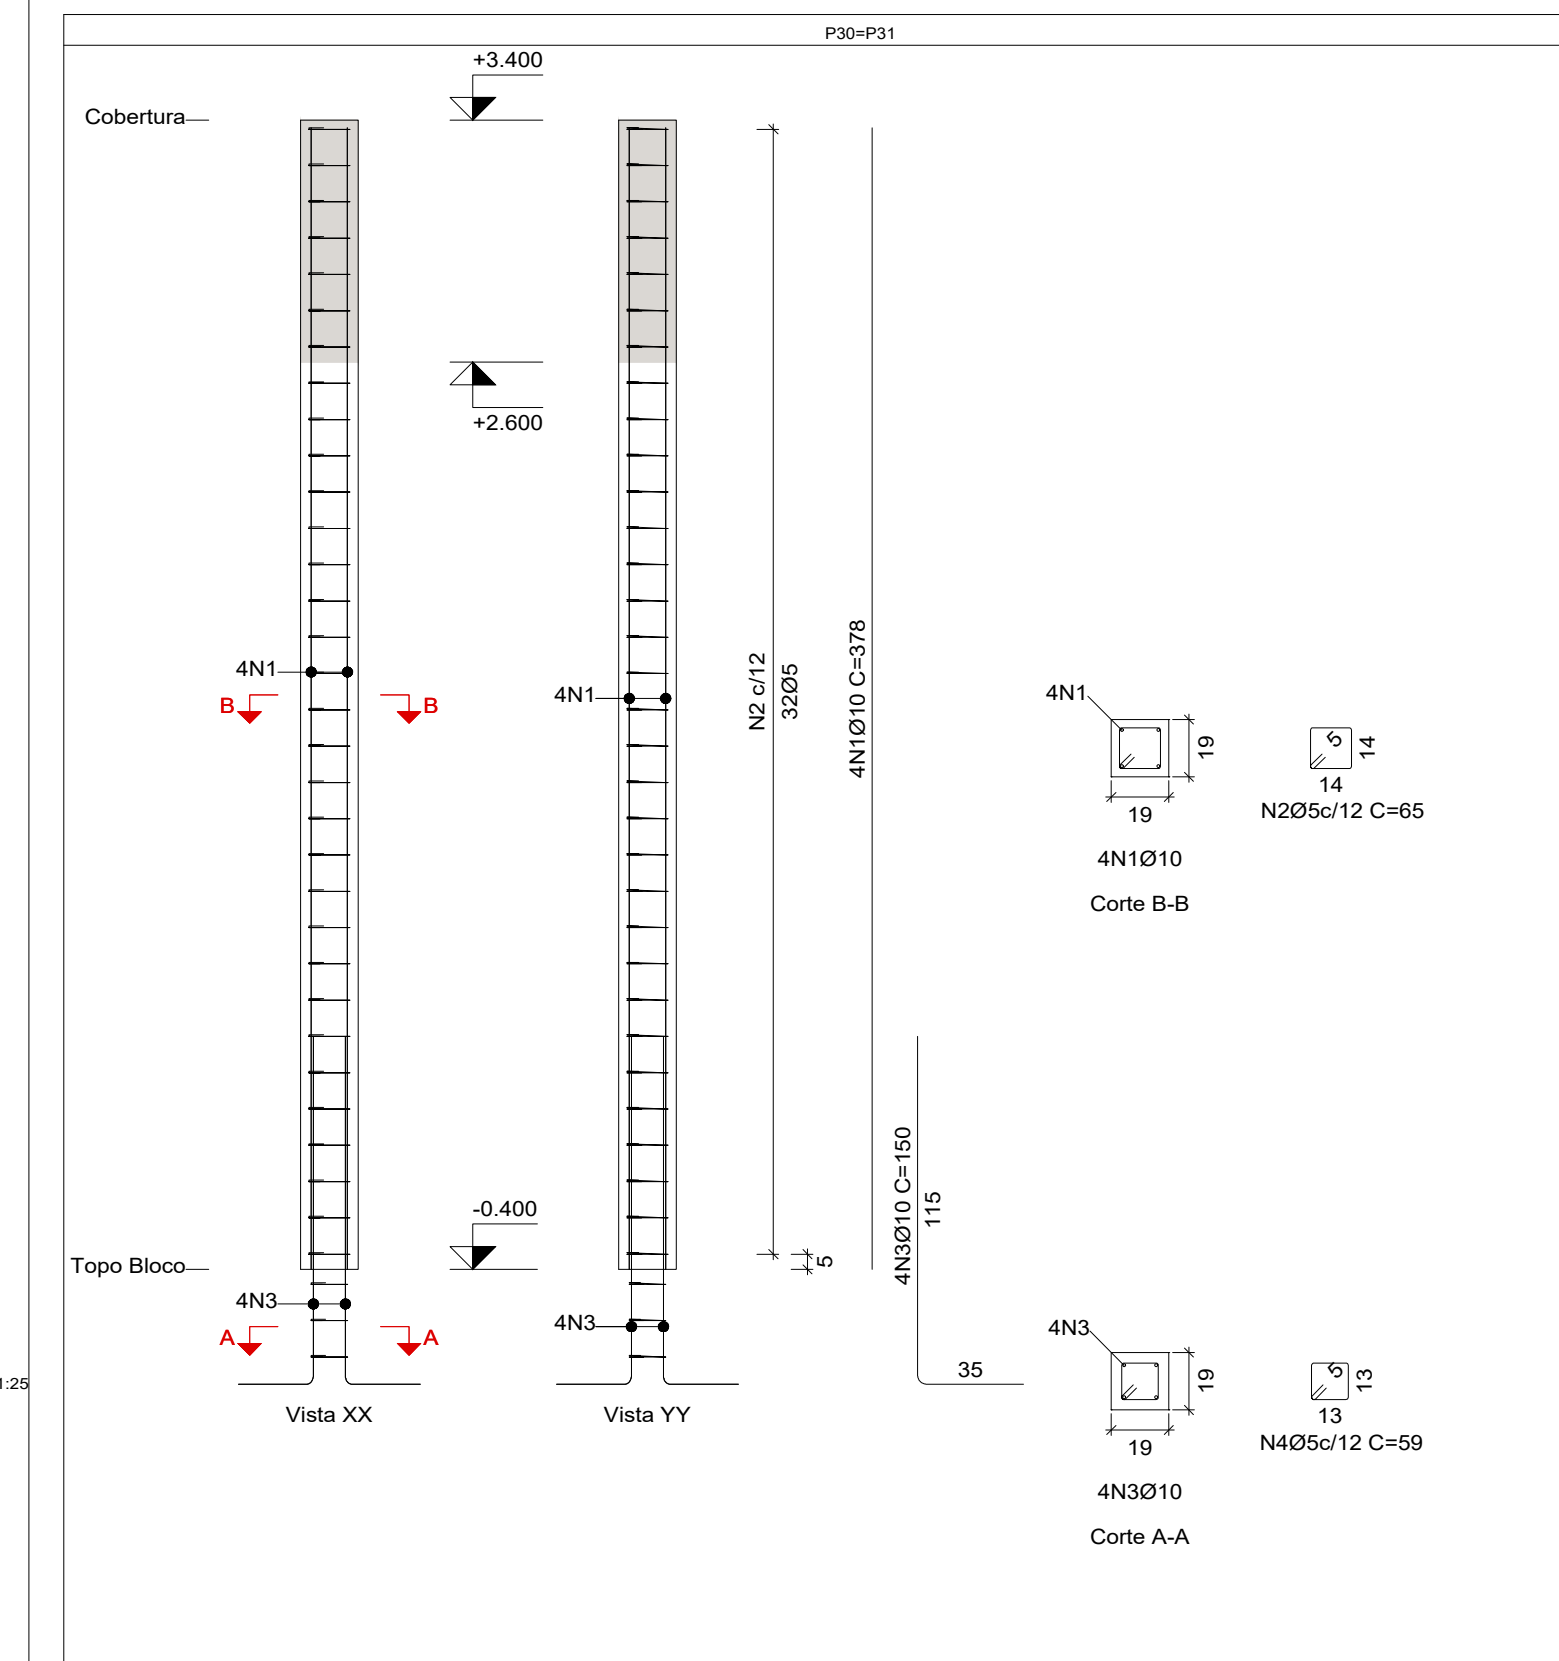 P30=P31
+3.400
Cobertura
+2.600
4N1
B
B
4N1
N2 c/12
32Ø5
4N1Ø10 C=378
4N1
19
19
4N1Ø10
Corte B-B
5
14
14
N2Ø5c/12 C=65
-0.400
Topo Bloco
5
4N3Ø10 C=150
115
35
4N3
A
A
4N3
Vista XX
Vista YY
4N3
19
19
4N3Ø10
Corte A-A
5
13
13
N4Ø5c/12 C=59
:25